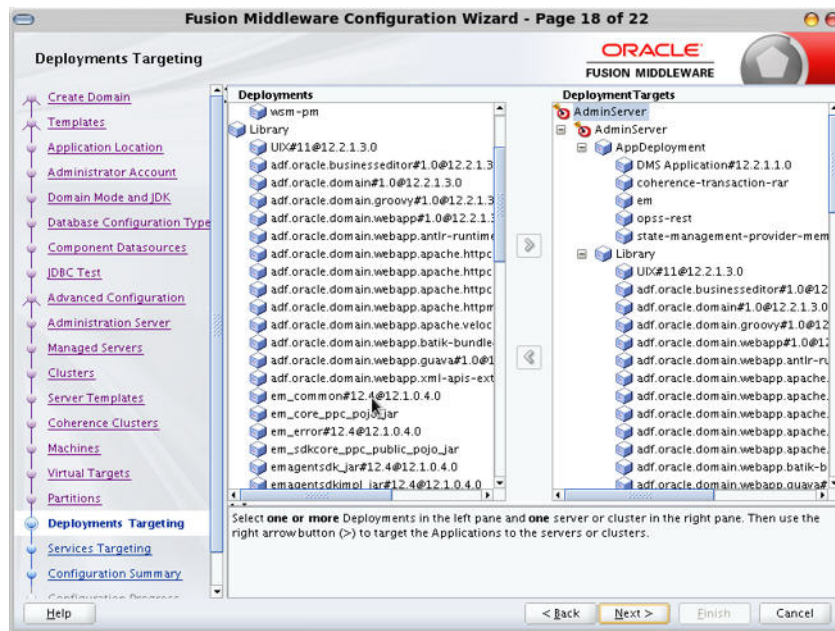 Fusion Middleware Configuration Wizard - Page 18 of 22
Deployments Targeting
ORACLE
FUSION MIDDLEWARE
Create Domain
Templates
Application Location
Administrator Account
Domain Mode and JDK
Database Configuration Type
Component Datasources
JDBC Test
Advanced Configuration
Administration Server
Managed Servers
Clusters
Server Templates
Coherence Clusters
Machines
Virtual Targets
Partitions
Deployments Targeting
Services Targeting
Configuration Summary
Configuration Progress
Deployments
wsm-pm
Library
UIX#11@12.2.1.3.0
adf.oracle.businesseditor#1.0@12.2.1.3
adf.oracle.domain#1.0@12.2.1.3.0
adf.oracle.domain.groovy#1.0@12.2.1.3
adf.oracle.domain.webapp#1.0@12.2.1.3
adf.oracle.domain.webapp.antlr-runtime
adf.oracle.domain.webapp.apache.httpc
adf.oracle.domain.webapp.apache.httpc
adf.oracle.domain.webapp.apache.httpc
adf.oracle.domain.webapp.apache.httpm
adf.oracle.domain.webapp.apache.veloc
adf.oracle.domain.webapp.batik-bundle
adf.oracle.domain.webapp.guava#1.0@1
adf.oracle.domain.webapp.xml-apis-ext
em_common#12.4@12.1.0.4.0
em_core_ppc_pojo_jar
em_error#12.4@12.1.0.4.0
em_sdkcore_ppc_public_pojo_jar
emagentsdk_jar#12.4@12.1.0.4.0
emagentsdkimpl_jar#12.4@12.1.0.4.0
Deployment Targets
AdminServer
AdminServer
AppDeployment
DMS Application#12.2.1.1.0
coherence-transaction-rar
em
opss-rest
state-management-provider-mem
Library
UIX#11@12.2.1.3.0
adf.oracle.businesseditor#1.0@12
adf.oracle.domain#1.0@12.2.1.3.0
adf.oracle.domain.groovy#1.0@12
adf.oracle.domain.webapp#1.0@12
adf.oracle.domain.webapp.antlr-ru
adf.oracle.domain.webapp.apache.
adf.oracle.domain.webapp.apache.
adf.oracle.domain.webapp.apache.
adf.oracle.domain.webapp.apache.
adf.oracle.domain.webapp.apache.
adf.oracle.domain.webapp.batik-b
adf.oracle.domain.webapp.guava#
Select one or more Deployments in the left pane and one server or cluster in the right pane. Then use the
right arrow button (>) to target the Applications to the servers or clusters.
Help
< Back
Next >
Finish
Cancel